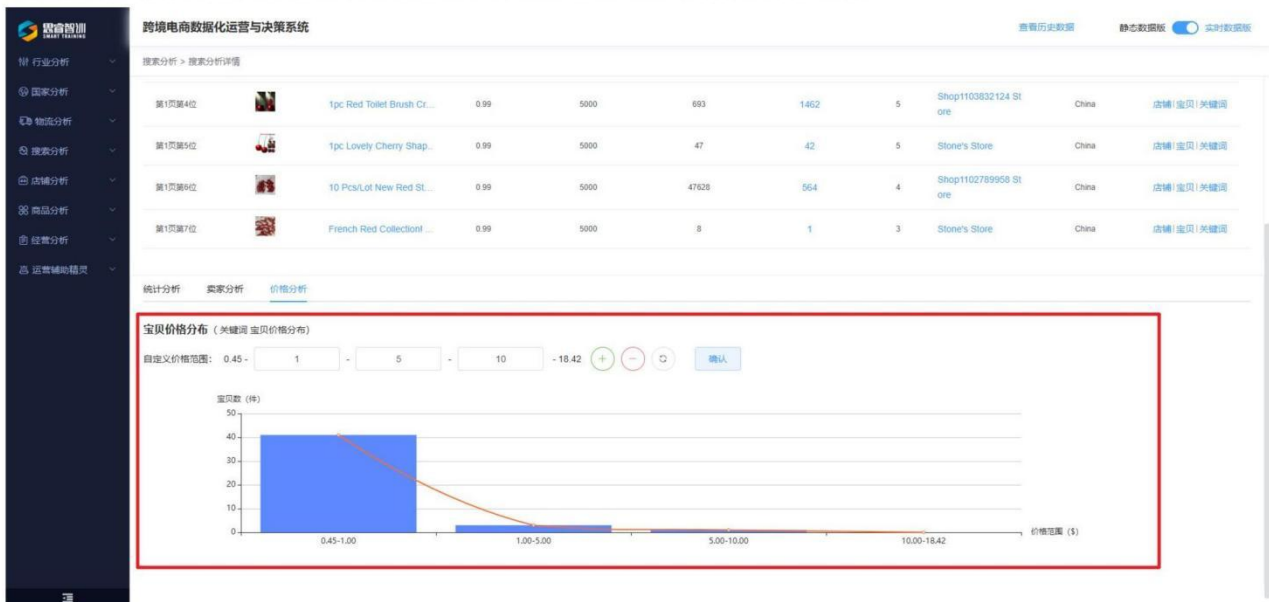 思睿智训
SMART TRAINING
跨境电商数据化运营与决策系统
查看历史数据
静态数据版
实时数据版
行业分析
国家分析
物流分析
搜索分析
店铺分析
商品分析
经营分析
运营辅助精灵
搜索分析 > 搜索分析详情
第1页第4位 1pc Red Toilet Brush Cr... 0.99 5000 693 1462 5 Shop1103832124 St China 店铺|宝贝|关键词
ore
第1页第5位 1pc Lovely Cherry Shap... 0.99 5000 47 42 5 Stone's Store China 店铺|宝贝|关键词
第1页第6位 10 Pcs/Lot New Red St... 0.99 5000 47628 564 4 Shop1102789958 St China 店铺|宝贝|关键词
ore
第1页第7位 French Red Collection! ... 0.99 5000 8 1 3 Stone's Store China 店铺|宝贝|关键词
统计分析 卖家分析 价格分析
宝贝价格分布（关键词 宝贝价格分布）
自定义价格范围： 0.45 - 1 - 5 - 10 - 18.42 + − 确认
宝贝数（件）
50
40
30
20
10
0
0.45-1.00 1.00-5.00 5.00-10.00 10.00-18.42
价格范围（$）